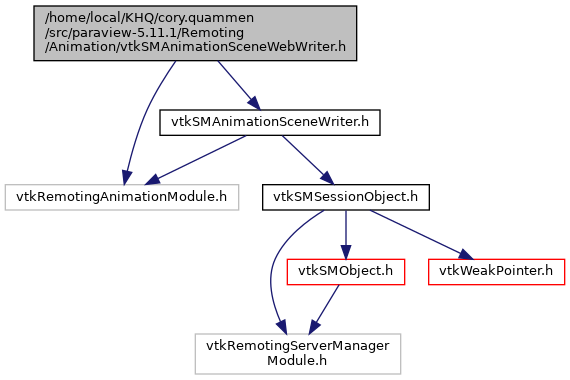 /home/local/KHQ/cory.quammen
/src/paraview-5.11.1/Remoting
/Animation/vtkSMAnimationSceneWebWriter.h
vtkSMAnimationSceneWriter.h
vtkRemotingAnimationModule.h
vtkSMSessionObject.h
vtkSMObject.h
vtkWeakPointer.h
vtkRemotingServerManager
Module.h